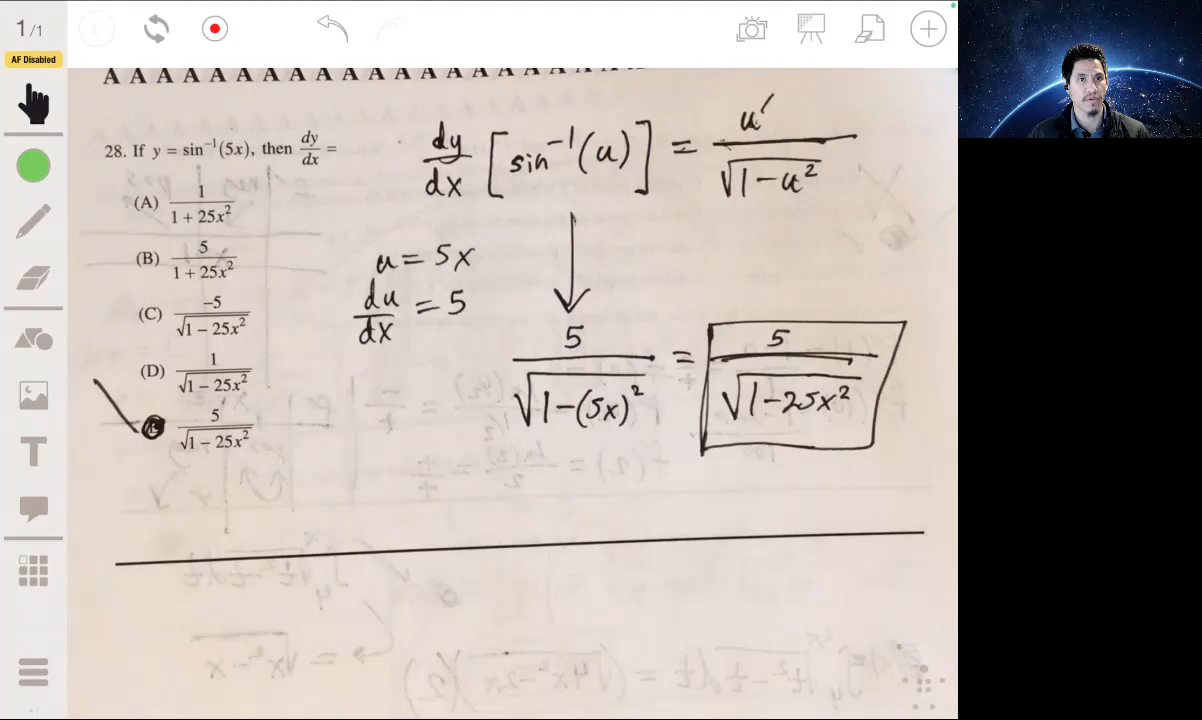 1/1
AF Disabled
A A A A A A A A A A A A A A A A A A A A
28. If y = sin⁻¹(5x), then dy/dx =
(A) 1/(1 + 25x²)
(B) 5/(1 + 25x²)
(C) −5/√(1 − 25x²)
(D) 1/√(1 − 25x²)
5/√(1 − 25x²)
dy/dx [sin⁻¹(u)] = u′/√(1−u²)
u = 5x
du/dx = 5
5/√(1−(5x)²) = 5/√(1−25x²)
T